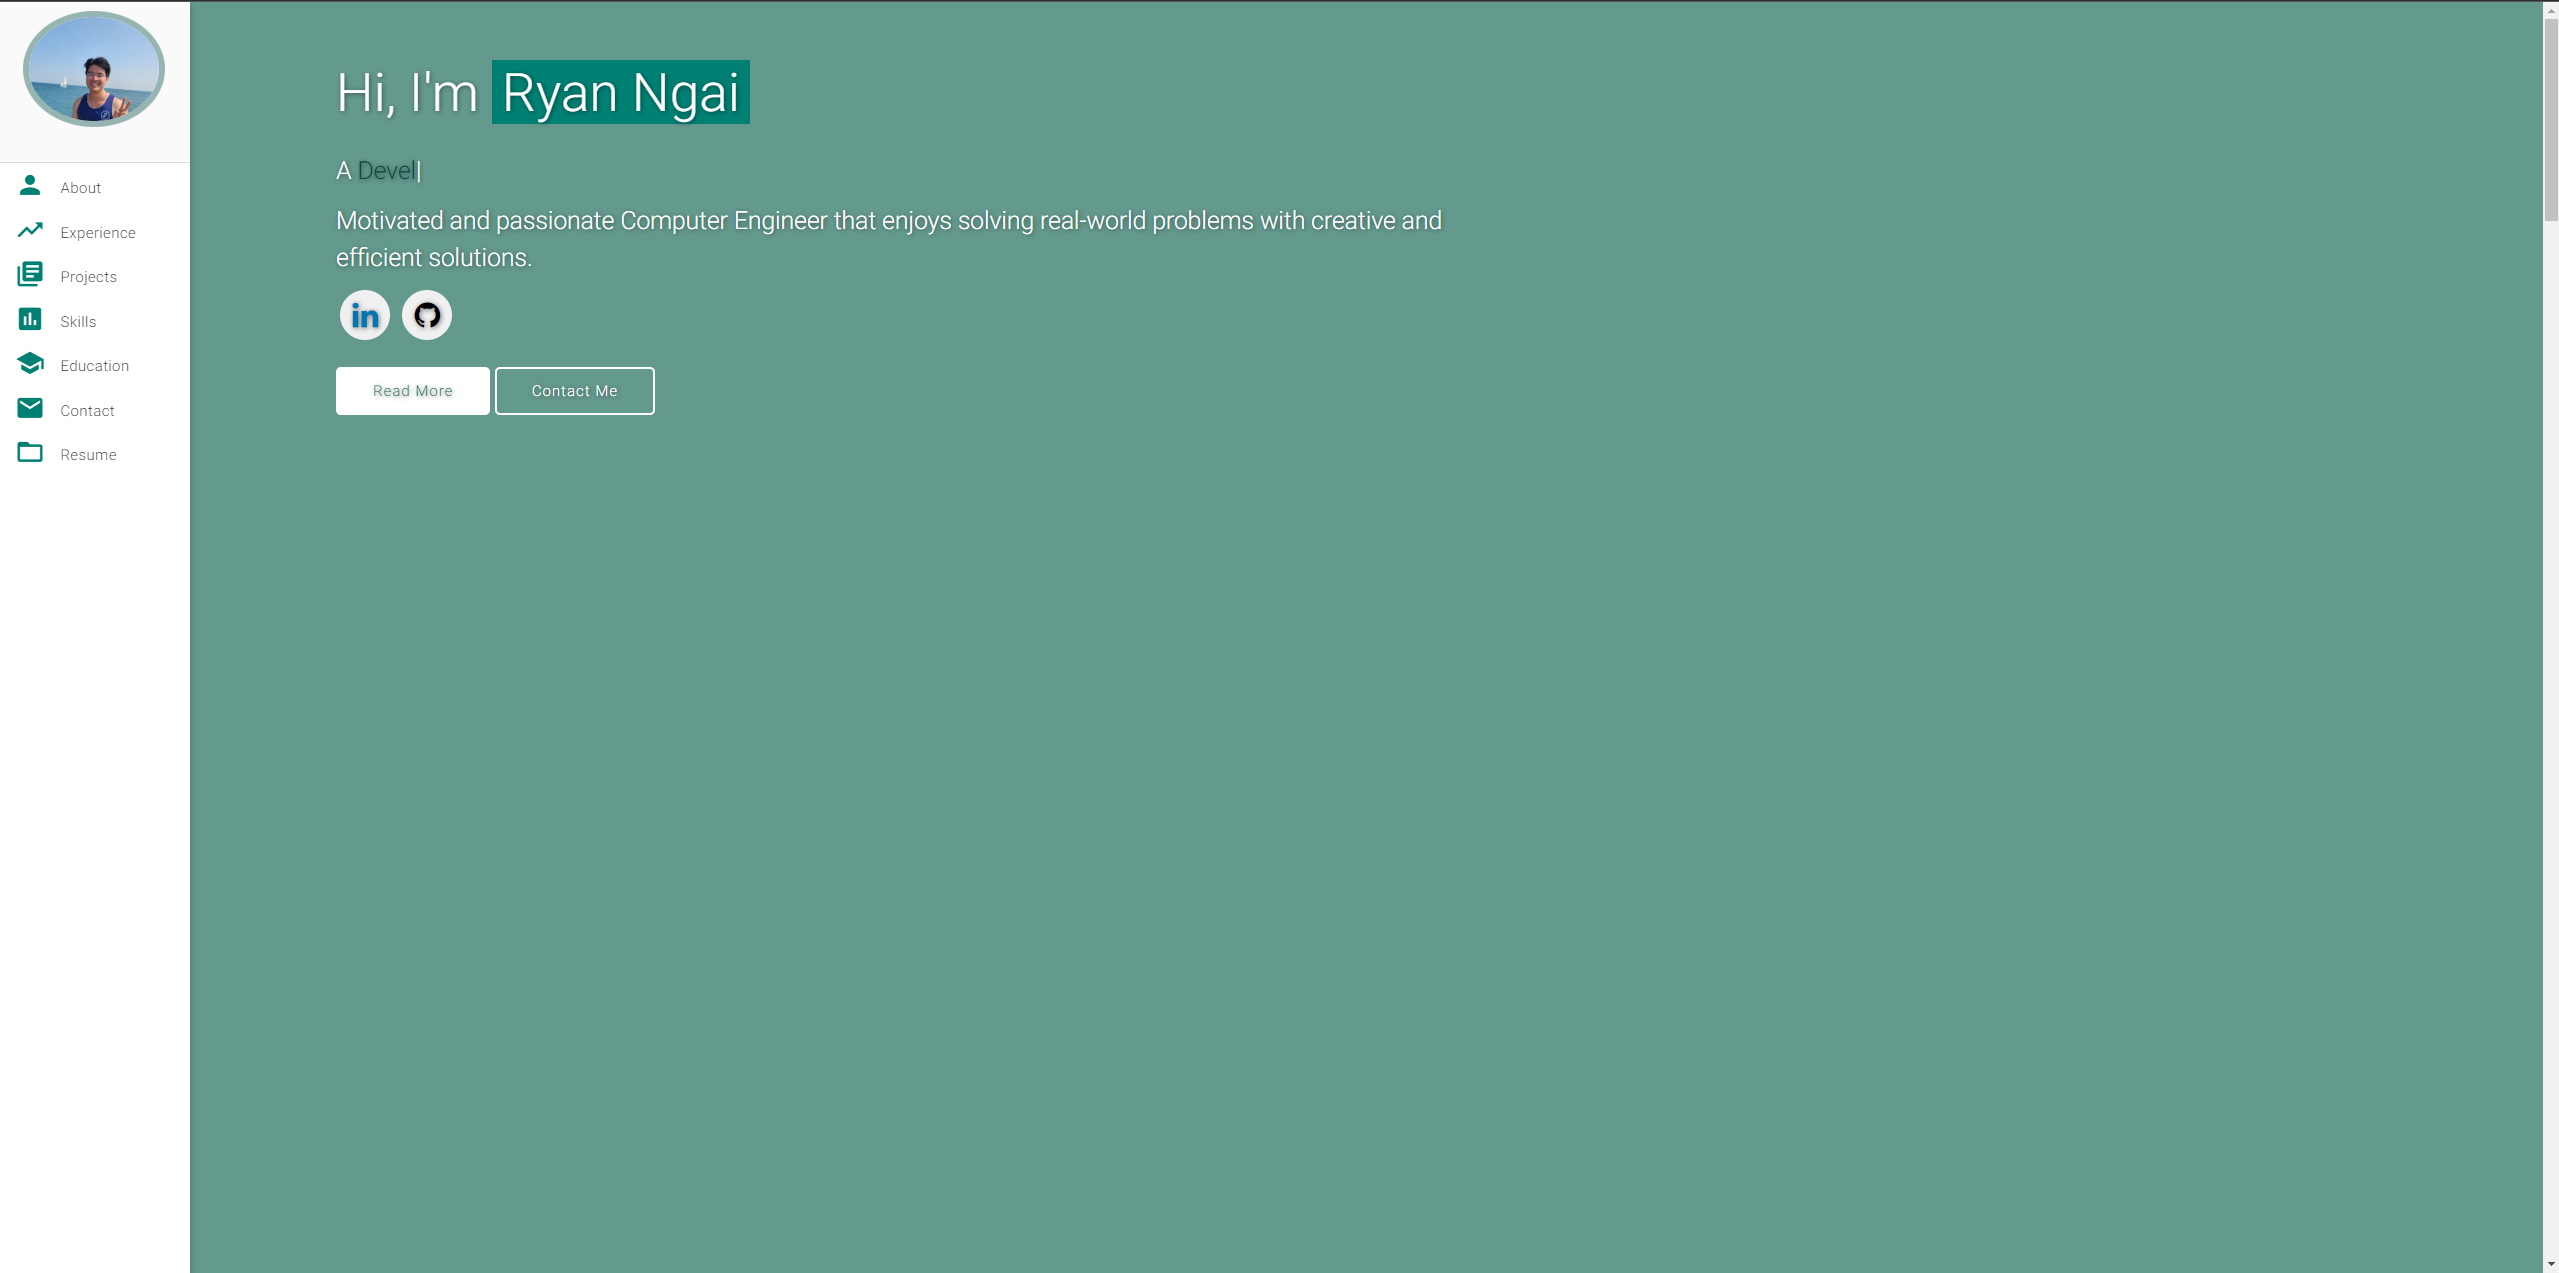 Hi, I'm Ryan Ngai
A Devel|
Motivated and passionate Computer Engineer that enjoys solving real-world problems with creative and
efficient solutions.
in
Read More
Contact Me
About
Experience
Projects
Skills
Education
Contact
Resume